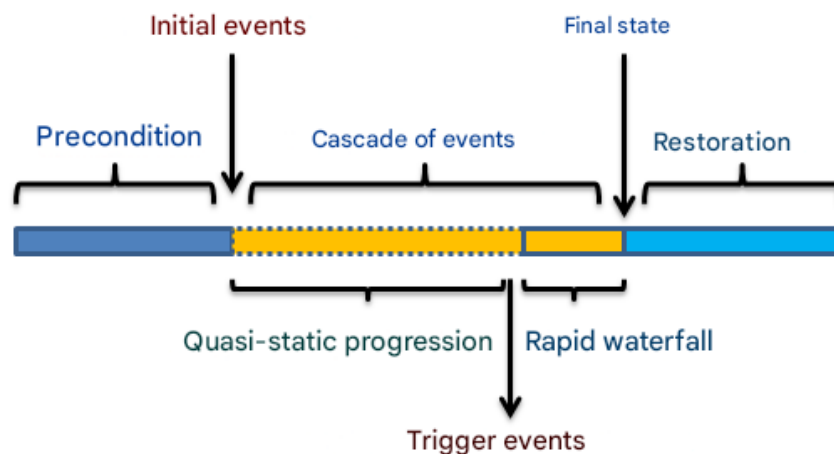 Initial events
Final state
Precondition
Cascade of events
Restoration
Quasi-static progression
Rapid waterfall
Trigger events